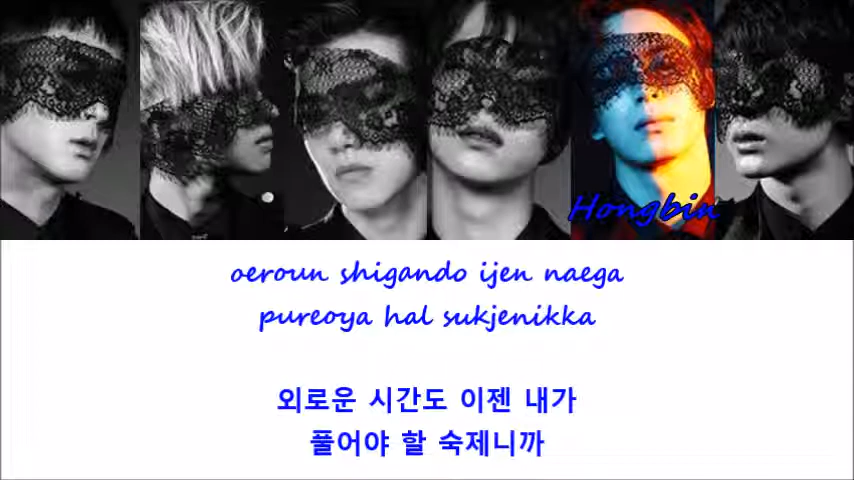 Hongbin
oeroun shigando ijen naega
pureoya hal sukjenikka
외로운 시간도 이젠 내가
풀어야 할 숙제니까